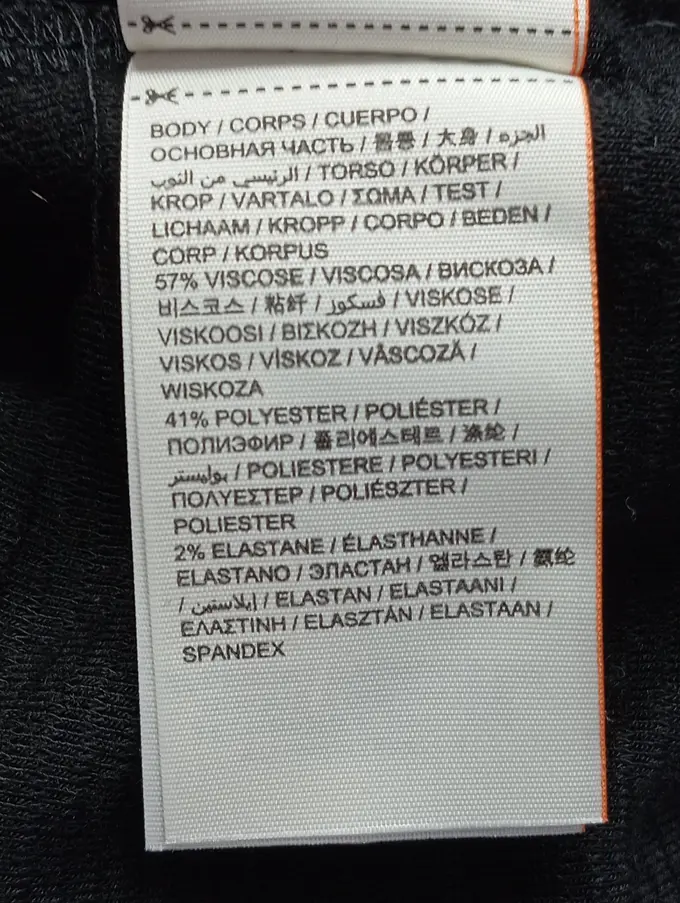 BODY / CORPS / CUERPO /
ОСНОВНАЯ ЧАСТЬ / 몸통 / 大身 / الجزء
الرئيسي من الثوب / TORSO / KÖRPER /
KROP / VARTALO / ΣΩΜΑ / TEST /
LICHAAM / KROPP / CORPO / BEDEN /
CORP / KORPUS
57% VISCOSE / VISCOSA / ВИСКОЗА /
비스코스 / 粘纤 / فسكوز / VISKOSE /
VISKOOSI / ΒΙΣΚΟΖΗ / VISZKÓZ /
VISKOS / VİSKOZ / VÂSCOZĂ /
WISKOZA
41% POLYESTER / POLIÉSTER /
ПОЛИЭФИР / 폴리에스테르 / 涤纶 /
بوليستر / POLIESTERE / POLYESTERI /
ΠΟΛΥΕΣΤΕΡ / POLIÉSZTER /
POLIESTER
2% ELASTANE / ÉLASTHANNE /
ELASTANO / ЭЛАСТАН / 엘라스탄 / 氨纶
/ إيلاستين / ELASTAN / ELASTAANI /
ΕΛΑΣΤΙΝΗ / ELASZTÁN / ELASTAAN /
SPANDEX